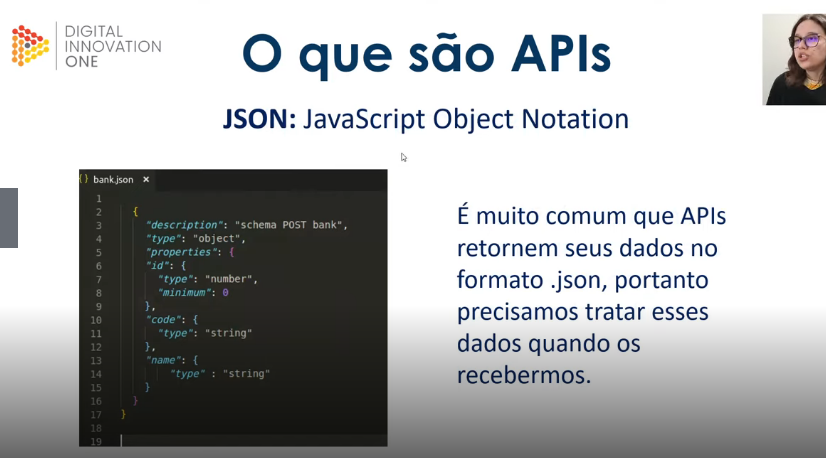 DIGITAL
INNOVATION
ONE
O que são APIs
JSON: JavaScript Object Notation
{} bank.json ×
1
2 {
3 "description": "schema POST bank",
4 "type": "object",
5 "properties": {
6 "id": {
7 "type": "number",
8 "minimum": 0
9 },
10 "code": {
11 "type": "string"
12 },
13 "name": {
14 "type" : "string"
15 }
16 }
17 }
18
19
É muito comum que APIs
retornem seus dados no
formato .json, portanto
precisamos tratar esses
dados quando os
recebermos.